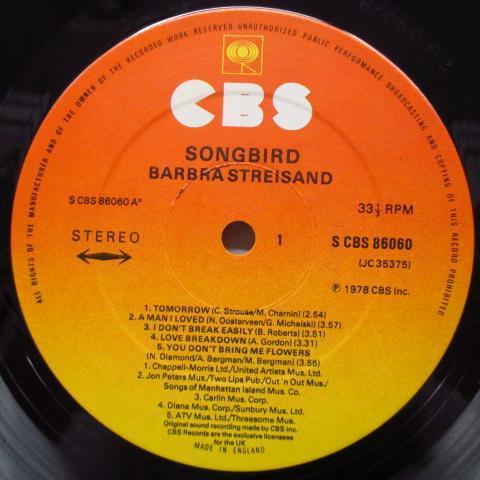 ALL RIGHTS OF THE MANUFACTURER AND OF THE OWNER OF THE RECORDED WORK RESERVED UNAUTHORIZED PUBLIC PERFORMANCE BROADCASTING AND COPYING OF THIS RECORD PROHIBITED
CBS
SONGBIRD
BARBRA STREISAND
S CBS 86060 A°
33⅓ RPM
STEREO
1
S CBS 86060
(JC 35375)
℗ 1978 CBS Inc.
1. TOMORROW (C. Strouse/M. Charnin) (2.54)
2. A MAN I LOVED (N. Oosterveen/G. Michalski) (3.57)
3. I DON'T BREAK EASILY (B. Roberts) (3.51)
4. LOVE BREAKDOWN (A. Gordon) (3.31)
5. YOU DON'T BRING ME FLOWERS
(N. Diamond/A. Bergman/M. Bergman) (3.56)
1. Chappell-Morris Ltd./United Artists Mus. Ltd.
2. Jon Peters Mus./Two Lips Pub./Out 'n Out Mus./
Songs of Manhattan Island Mus. Co.
3. Carlin Mus. Corp.
4. Diana Mus. Corp./Sunbury Mus. Ltd.
5. ATV Mus. Ltd./Threesome Mus.
Original sound recording made by CBS Inc.
CBS Records are the exclusive licensees
for the UK
MADE IN ENGLAND